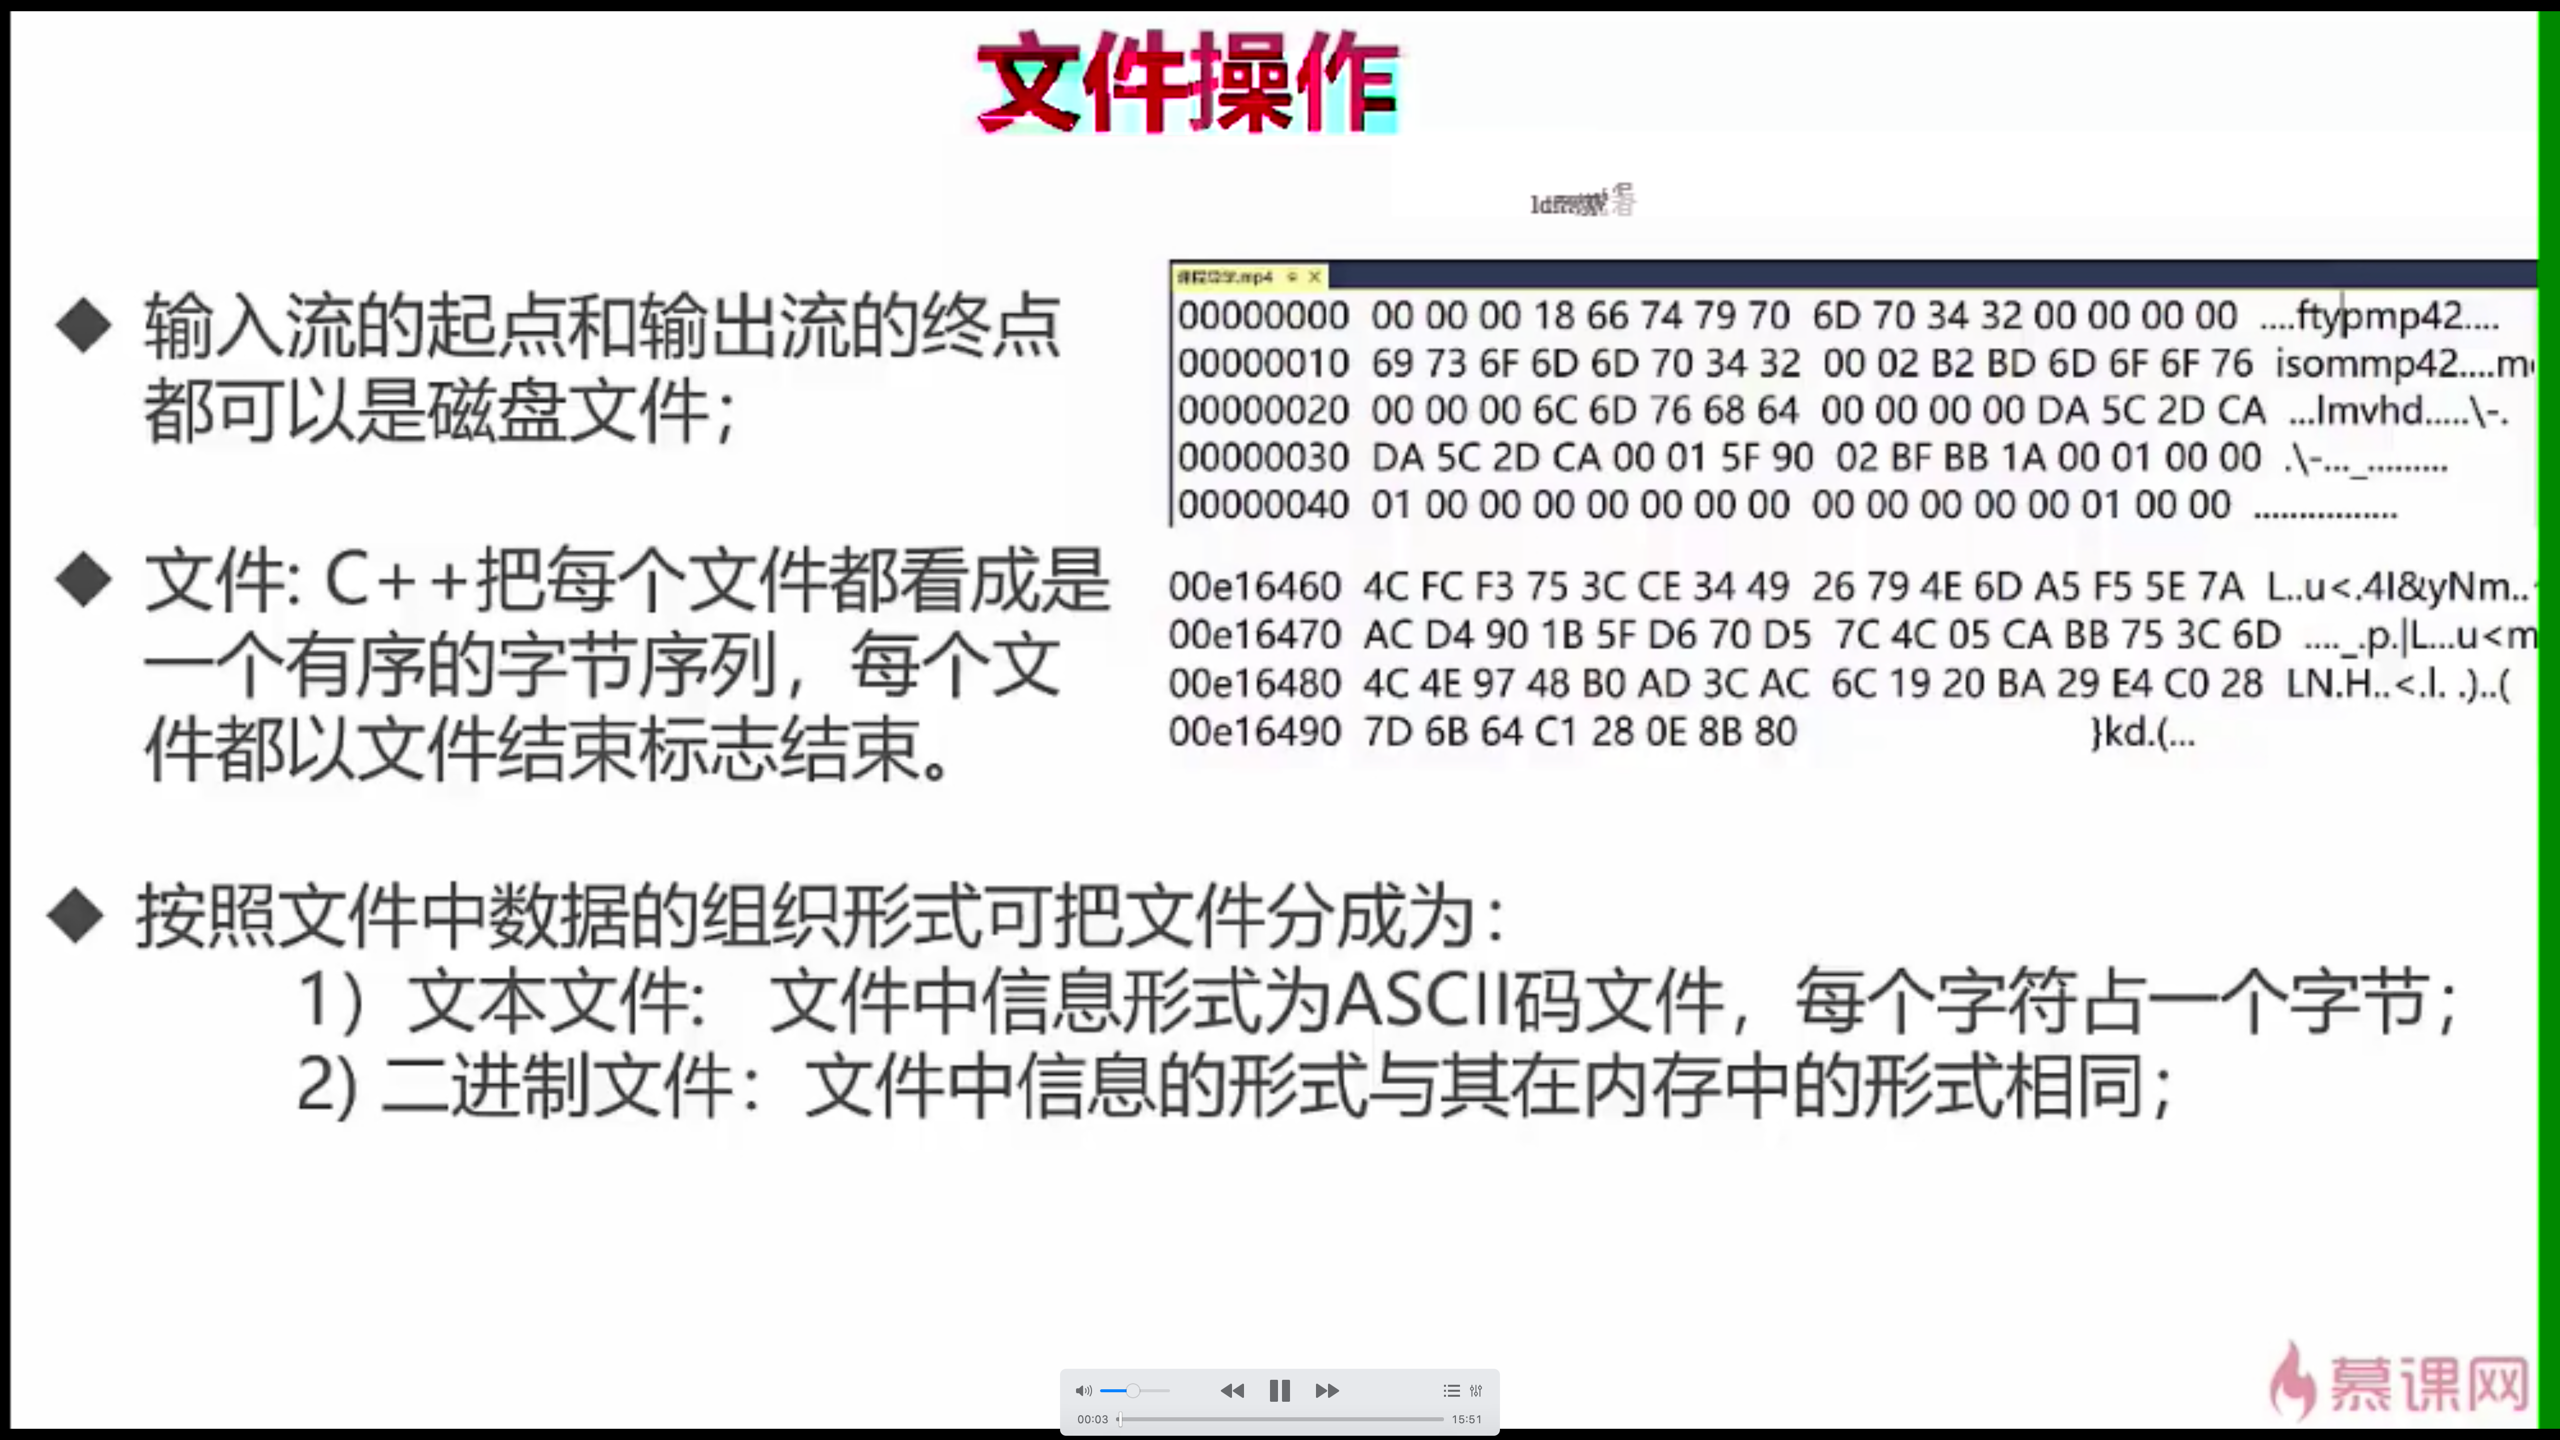 文件操作
输入流的起点和输出流的终点
都可以是磁盘文件；
文件: C++把每个文件都看成是
一个有序的字节序列，每个文
件都以文件结束标志结束。
课程导学.mp4
00000000 00 00 00 18 66 74 79 70 6D 70 34 32 00 00 00 00 ....ftypmp42....
00000010 69 73 6F 6D 6D 70 34 32 00 02 B2 BD 6D 6F 6F 76 isommp42....m
00000020 00 00 00 6C 6D 76 68 64 00 00 00 00 DA 5C 2D CA ...lmvhd.....\-.
00000030 DA 5C 2D CA 00 01 5F 90 02 BF BB 1A 00 01 00 00 .\-..._.........
00000040 01 00 00 00 00 00 00 00 00 00 00 00 00 01 00 00 ................
00e16460 4C FC F3 75 3C CE 34 49 26 79 4E 6D A5 F5 5E 7A L..u<.4I&yNm..
00e16470 AC D4 90 1B 5F D6 70 D5 7C 4C 05 CA BB 75 3C 6D ...._.p.|L...u<m
00e16480 4C 4E 97 48 B0 AD 3C AC 6C 19 20 BA 29 E4 C0 28 LN.H..<.l. .)..(
00e16490 7D 6B 64 C1 28 0E 8B 80 }kd.(...
按照文件中数据的组织形式可把文件分成为：
1）文本文件: 文件中信息形式为ASCII码文件，每个字符占一个字节；
2) 二进制文件：文件中信息的形式与其在内存中的形式相同；
00:03 15:51
慕课网